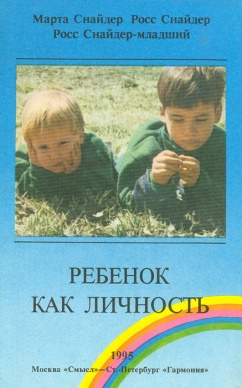 Марта Снайдер Росс Снайдер
Росс Снайдер-младший
РЕБЕНОК
КАК ЛИЧНОСТЬ
1995
Москва «Смысл»—Ст.-Петербург «Гармония»